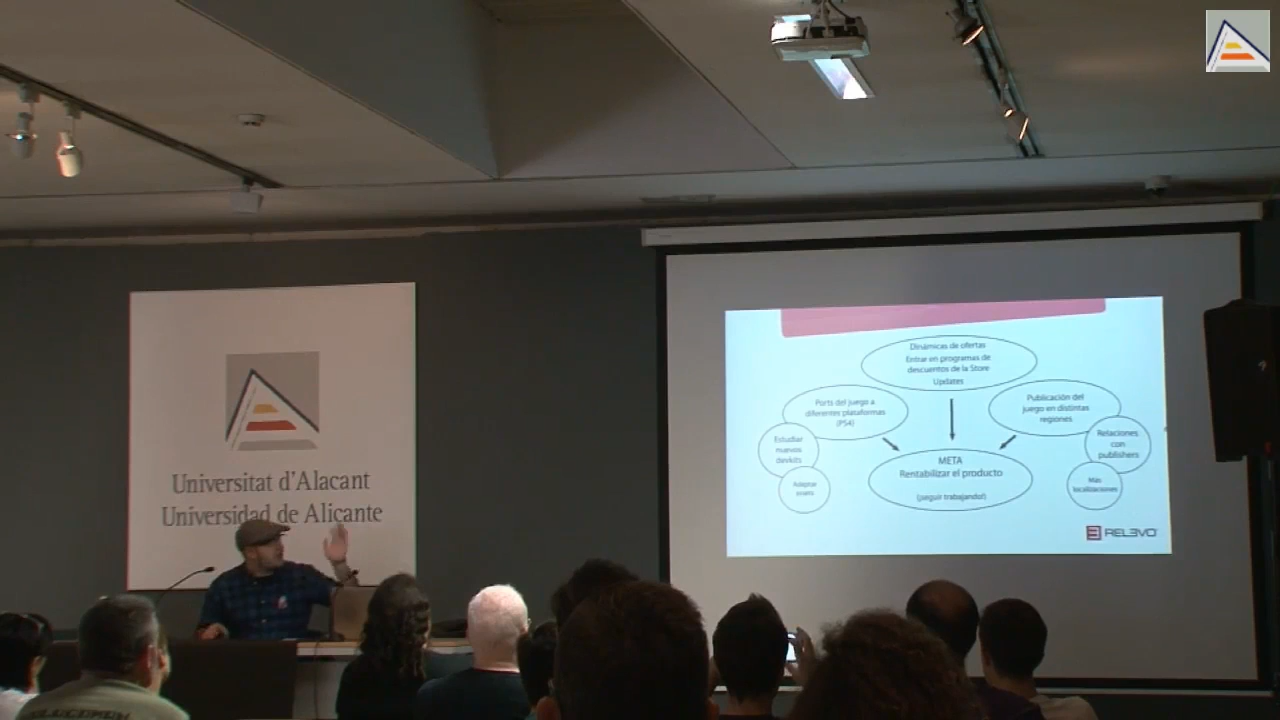 Universitat d'Alacant
Universidad de Alicante
Dinámicas de ofertas
Entrar en programas de
descuentos de la Store
Updates
Ports del juego a
diferentes plataformas
(PS4)
Publicación del
juego en distintas
regiones
Estudiar
nuevos
devkits
Adaptar
Relaciones
con
publishers
Más
localizaciones
META
Rentabilizar el producto
(¡seguir trabajando!)
RELEVO